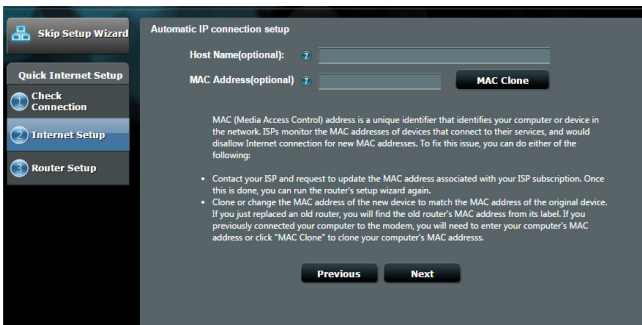 Skip Setup Wizard
Quick Internet Setup
1 Check
Connection
2 Internet Setup
3 Router Setup
Automatic IP connection setup
Host Name(optional): ?
MAC Address(optional) ? MAC Clone
MAC (Media Access Control) address is a unique identifier that identifies your computer or device in
the network. ISPs monitor the MAC addresses of devices that connect to their services, and would
disallow Internet connection for new MAC addresses. To fix this issue, you can do either of the
following:
• Contact your ISP and request to update the MAC address associated with your ISP subscription. Once
this is done, you can run the router's setup wizard again.
• Clone or change the MAC address of the new device to match the MAC address of the original device.
If you just replaced an old router, you will find the old router's MAC address from its label. If you
previously connected your computer to the modem, you will need to enter your computer's MAC
address or click "MAC Clone" to clone your computer's MAC addresss.
Previous Next